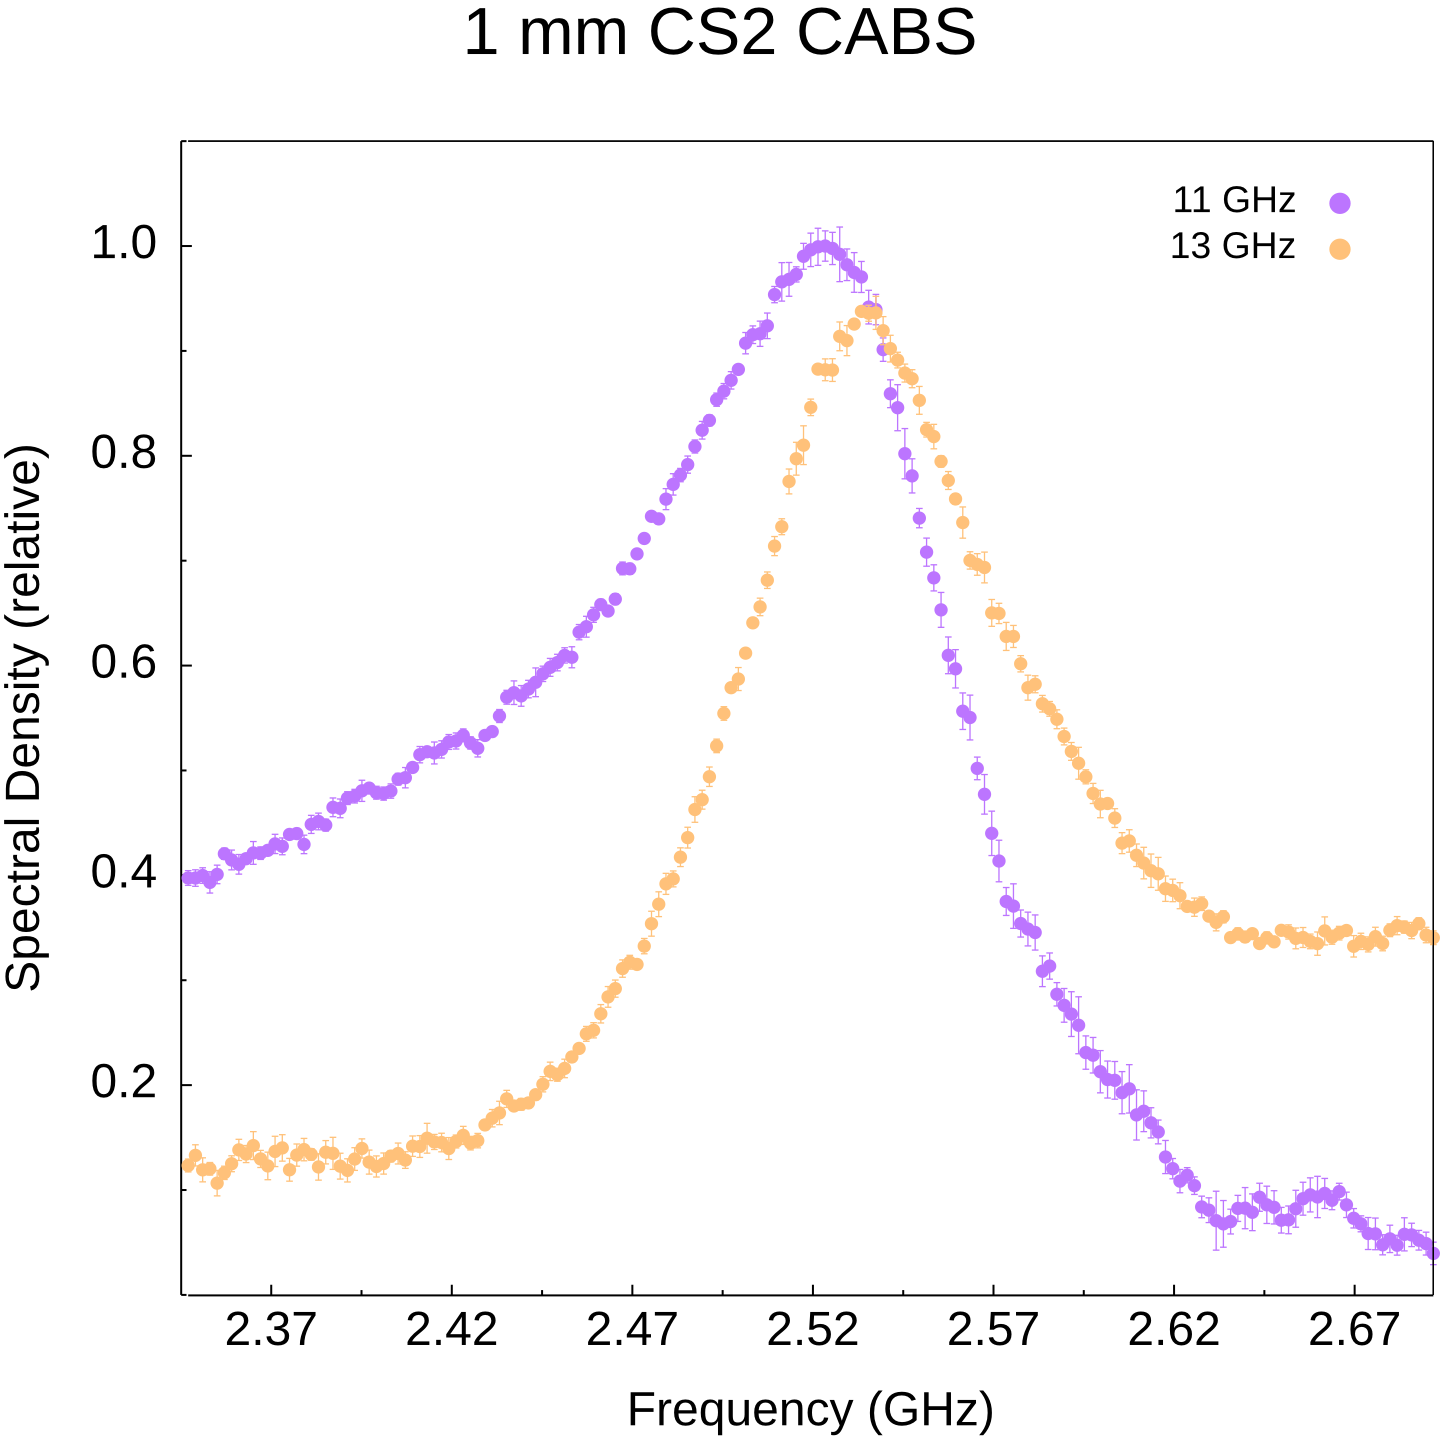 1 mm CS2 CABS
11 GHz
13 GHz
1.0
0.8
0.6
0.4
0.2
Spectral Density (relative)
2.37 2.42 2.47 2.52 2.57 2.62 2.67
Frequency (GHz)